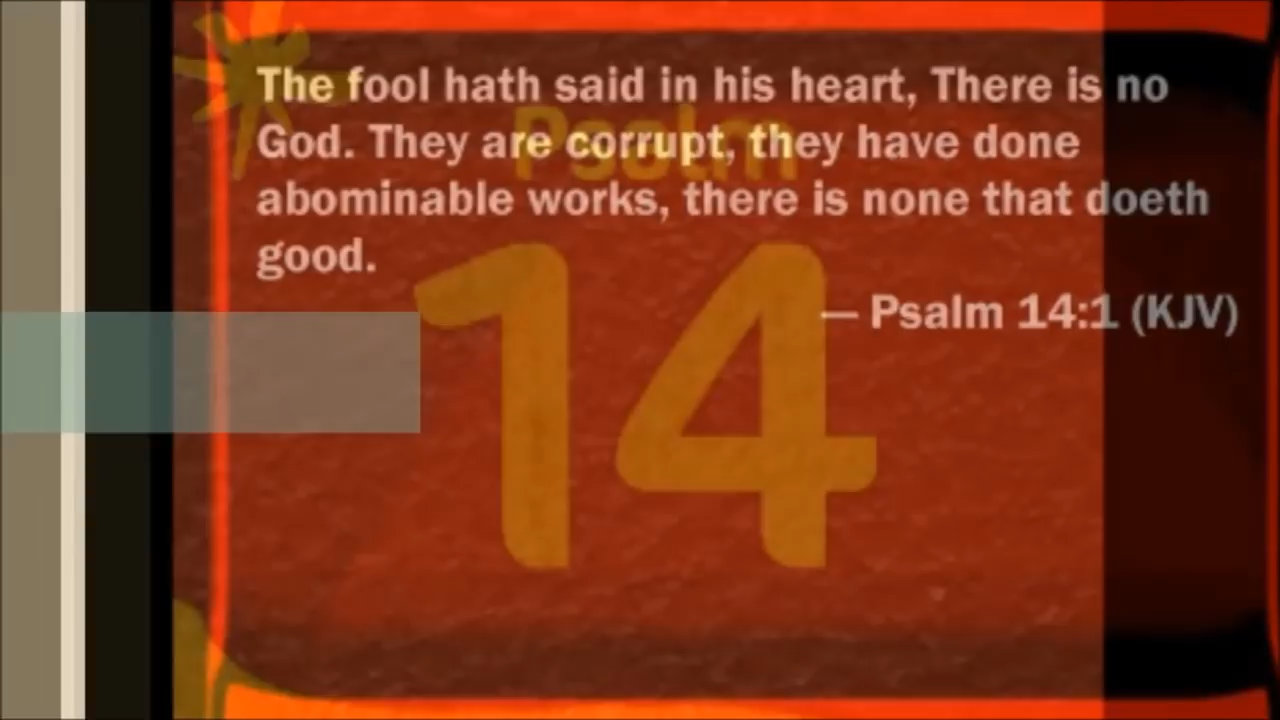 The fool hath said in his heart, There is no
God. They are corrupt, they have done
abominable works, there is none that doeth
good.
— Psalm 14:1 (KJV)
Psalm
14